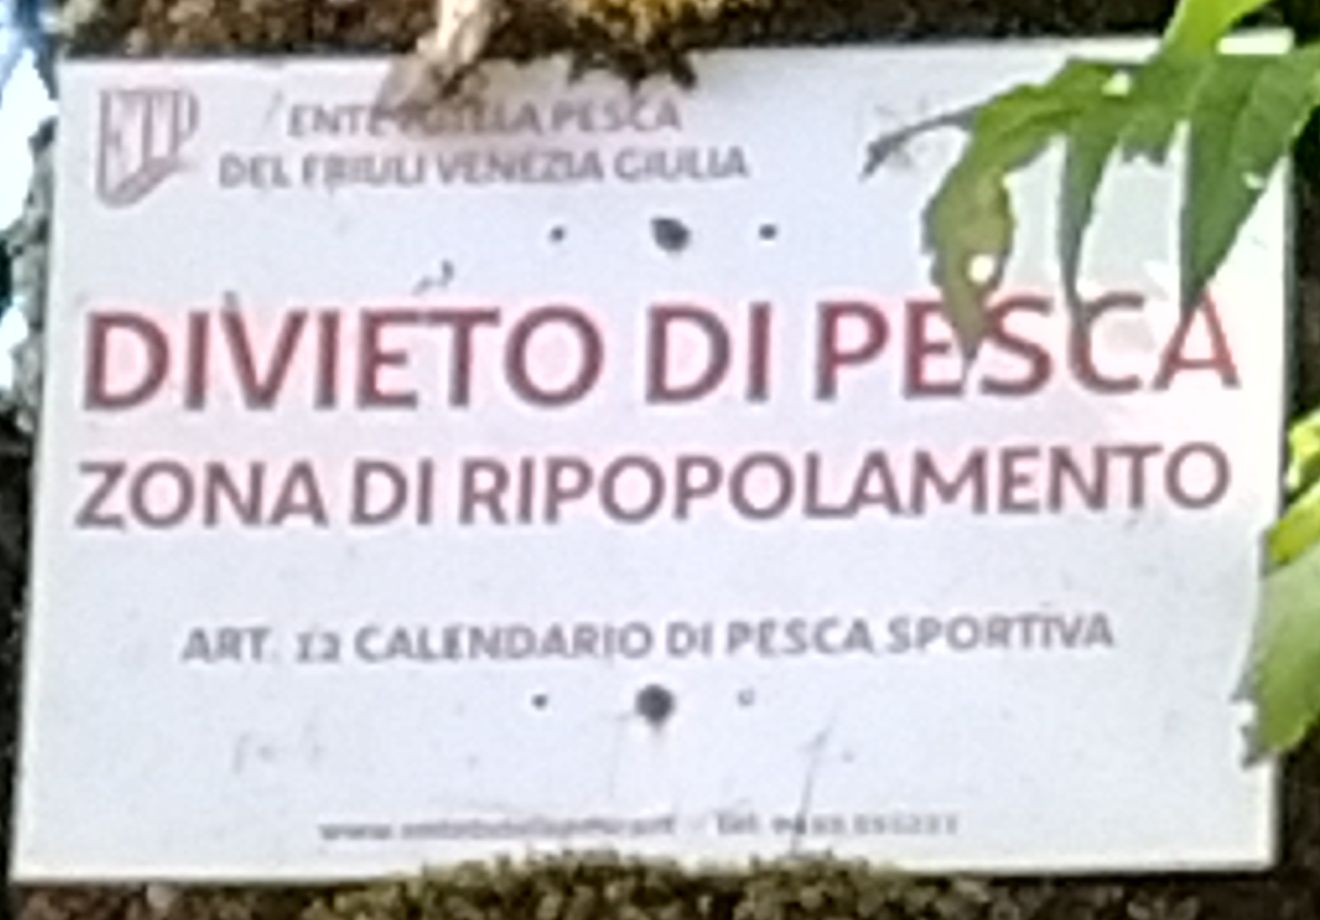 ETP
ENTE TUTELA PESCA
DEL FRIULI VENEZIA GIULIA
DIVIETO DI PESCA
ZONA DI RIPOPOLAMENTO
ART. 12 CALENDARIO DI PESCA SPORTIVA